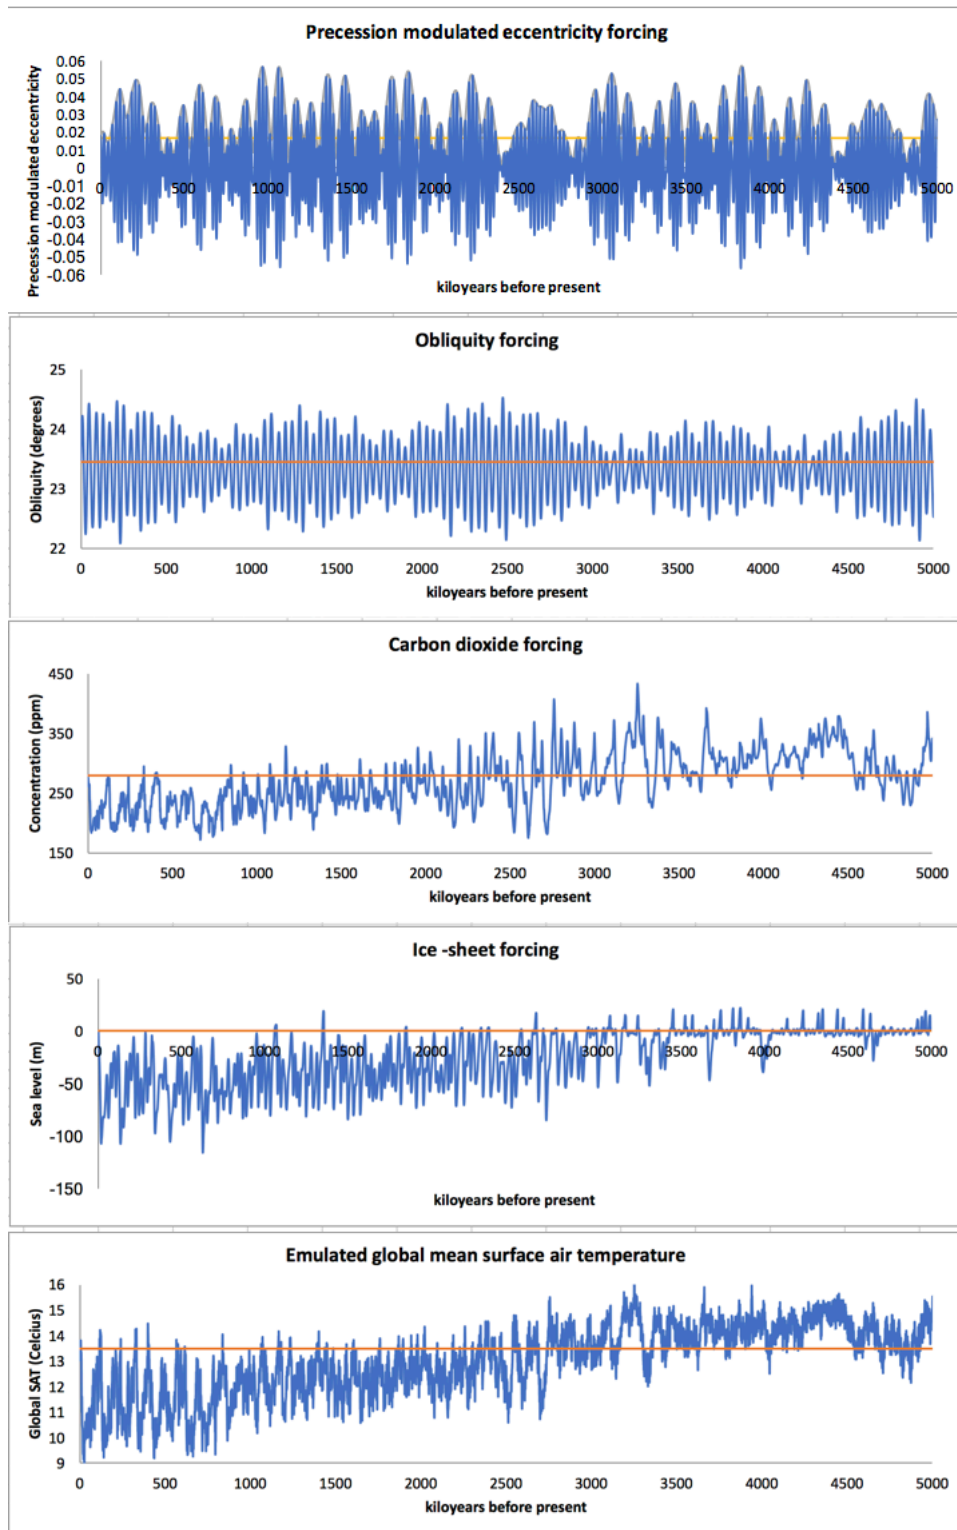 Precession modulated eccentricity forcing
Precession modulated eccentricity
0.06
0.05
0.04
0.03
0.02
0.01
0
-0.01
-0.02
-0.03
-0.04
-0.05
-0.06
0 500 1000 1500 2000 2500 3000 3500 4000 4500 5000
kiloyears before present
Obliquity forcing
Obliquity (degrees)
25
24
23
22
0 500 1000 1500 2000 2500 3000 3500 4000 4500 5000
kiloyears before present
Carbon dioxide forcing
Concentration (ppm)
450
350
250
150
0 500 1000 1500 2000 2500 3000 3500 4000 4500 5000
kiloyears before present
Ice -sheet forcing
Sea level (m)
50
0
-50
-100
-150
0 500 1000 1500 2000 2500 3000 3500 4000 4500 5000
kiloyears before present
Emulated global mean surface air temperature
Global SAT (Celcius)
16
15
14
13
12
11
10
9
0 500 1000 1500 2000 2500 3000 3500 4000 4500 5000
kiloyears before present